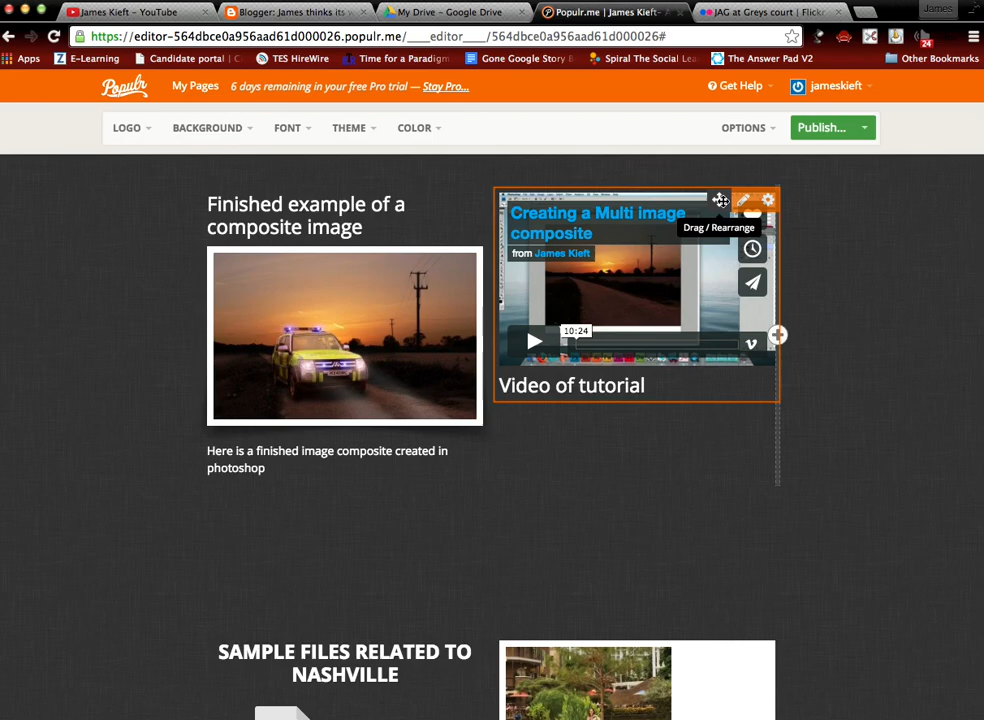 James
James Kieft - YouTube
Blogger: James thinks its w
My Drive - Google Drive
Populr.me | James Kieft-
JAG at Greys court | Flickr
https://editor-564dbce0a956aad61d000026.populr.me/____editor____/564dbce0a956aad61d000026#
24
Apps
E-Learning
Candidate portal | C
TES HireWire
Time for a Paradigm
Gone Google Story B
Spiral The Social Lea
The Answer Pad V2
Other Bookmarks
Populr
My Pages
6 days remaining in your free Pro trial — Stay Pro...
Get Help
jameskieft
LOGO
BACKGROUND
FONT
THEME
COLOR
OPTIONS
Publish...
Finished example of a
composite image
Here is a finished image composite created in
photoshop
Creating a Multi image
composite
from James Kieft
Drag / Rearrange
10:24
Video of tutorial
SAMPLE FILES RELATED TO
NASHVILLE